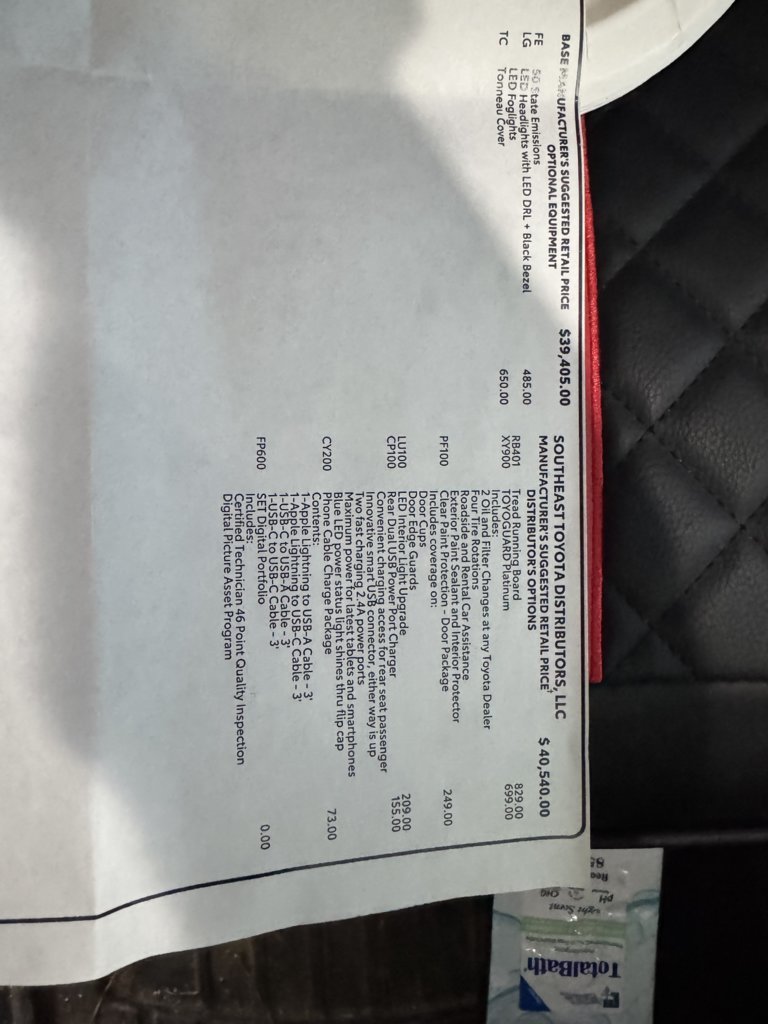 BASE MANUFACTURER'S SUGGESTED RETAIL PRICE $39,405.00
OPTIONAL EQUIPMENT
FE 50 State Emissions
LG LED Headlights with LED DRL + Black Bezel 485.00
LED Foglights
TC Tonneau Cover 650.00
SOUTHEAST TOYOTA DISTRIBUTORS, LLC
MANUFACTURER'S SUGGESTED RETAIL PRICE† $ 40,540.00
DISTRIBUTOR'S OPTIONS
RB401 Tread Running Board 829.00
XY900 TOYOGUARD Platinum 699.00
Includes:
2 Oil and Filter Changes at any Toyota Dealer
Four Tire Rotations
Roadside and Rental Car Assistance
Exterior Paint Sealant and Interior Protector
PF100 Clear Paint Protection - Door Package 249.00
Includes coverage on:
Door Cups
Door Edge Guards
LU100 LED Interior Light Upgrade 209.00
CP100 Rear Dual USB Power Port Charger 155.00
Convenient charging access for rear seat passenger
Innovative smart USB connector, either way is up
Two fast charging 2.4A power ports
Maximum power for latest tablets and smartphones
Blue LED power status light shines thru flip cap
CY200 Phone Cable Charge Package 73.00
Contents:
1-Apple Lightning to USB-A Cable - 3'
1-Apple Lightning to USB-C Cable - 3'
1-USB-C to USB-A Cable - 3'
1-USB-C to USB-C Cable - 3'
FP600 SET Digital Portfolio 0.00
Includes:
Certified Technician 46 Point Quality Inspection
Digital Picture Asset Program
TotalBath